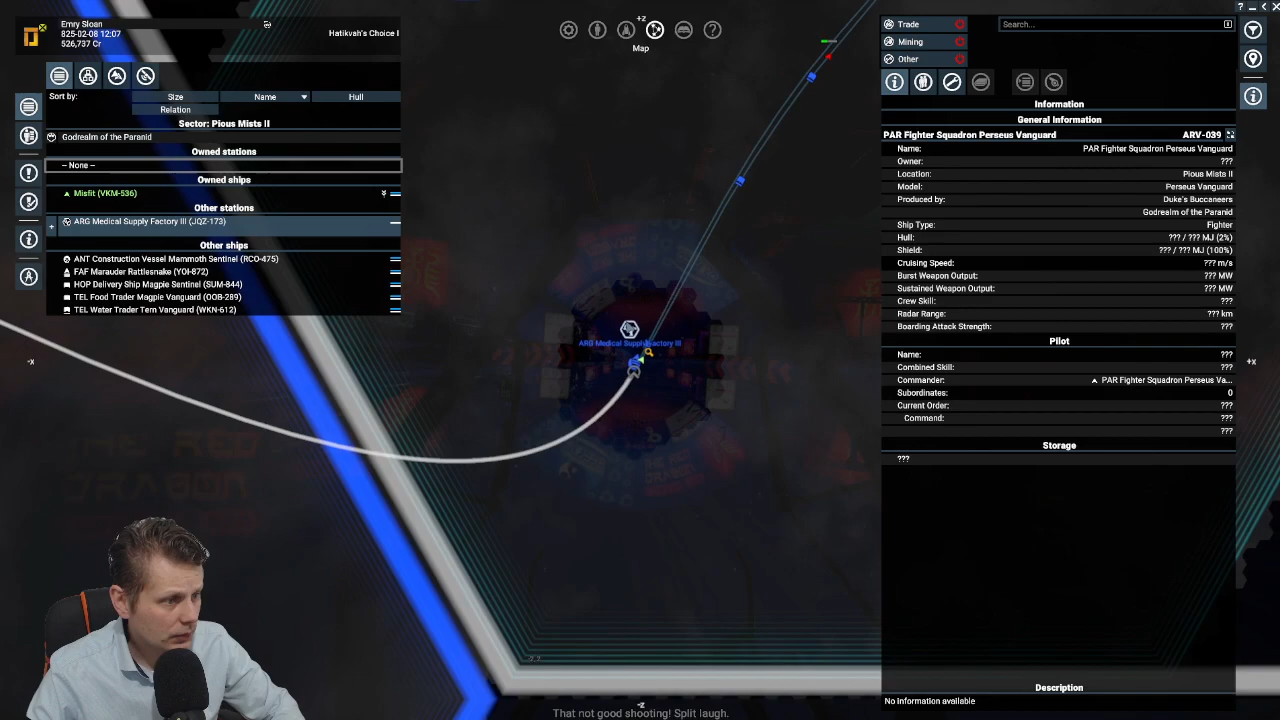 Emry Sloan
825-02-08 12:07
526,737 Cr
Hatikvah's Choice I
Sort by:
Size
Name
Hull
Relation
Sector: Pious Mists II
Godrealm of the Paranid
Owned stations
-- None --
Owned ships
Misfit (VKM-536)
Other stations
+
ARG Medical Supply Factory III (JQZ-173)
Other ships
ANT Construction Vessel Mammoth Sentinel (RCO-475)
FAF Marauder Rattlesnake (YOI-872)
HOP Delivery Ship Magpie Sentinel (SUM-844)
TEL Food Trader Magpie Vanguard (OOB-289)
TEL Water Trader Tern Vanguard (WKN-612)
+Z
Map
-X
+X
-Z
ARG Medical Supply Factory III
THE RED
DRAGON
That not good shooting! Split laugh.
Trade
Mining
Other
Search...
Information
General Information
PAR Fighter Squadron Perseus Vanguard ARV-039
Name: PAR Fighter Squadron Perseus Vanguard
Owner: ???
Location: Pious Mists II
Model: Perseus Vanguard
Produced by: Duke's Buccaneers
Godrealm of the Paranid
Ship Type: Fighter
Hull: ??? / ??? MJ (2%)
Shield: ??? / ??? MJ (100%)
Cruising Speed: ??? m/s
Burst Weapon Output: ??? MW
Sustained Weapon Output: ??? MW
Crew Skill: ???
Radar Range: ??? km
Boarding Attack Strength: ???
Pilot
Name: ???
Combined Skill: ???
Commander: PAR Fighter Squadron Perseus Va...
Subordinates: 0
Current Order: ???
Command: ???
???
Storage
???
Description
No information available